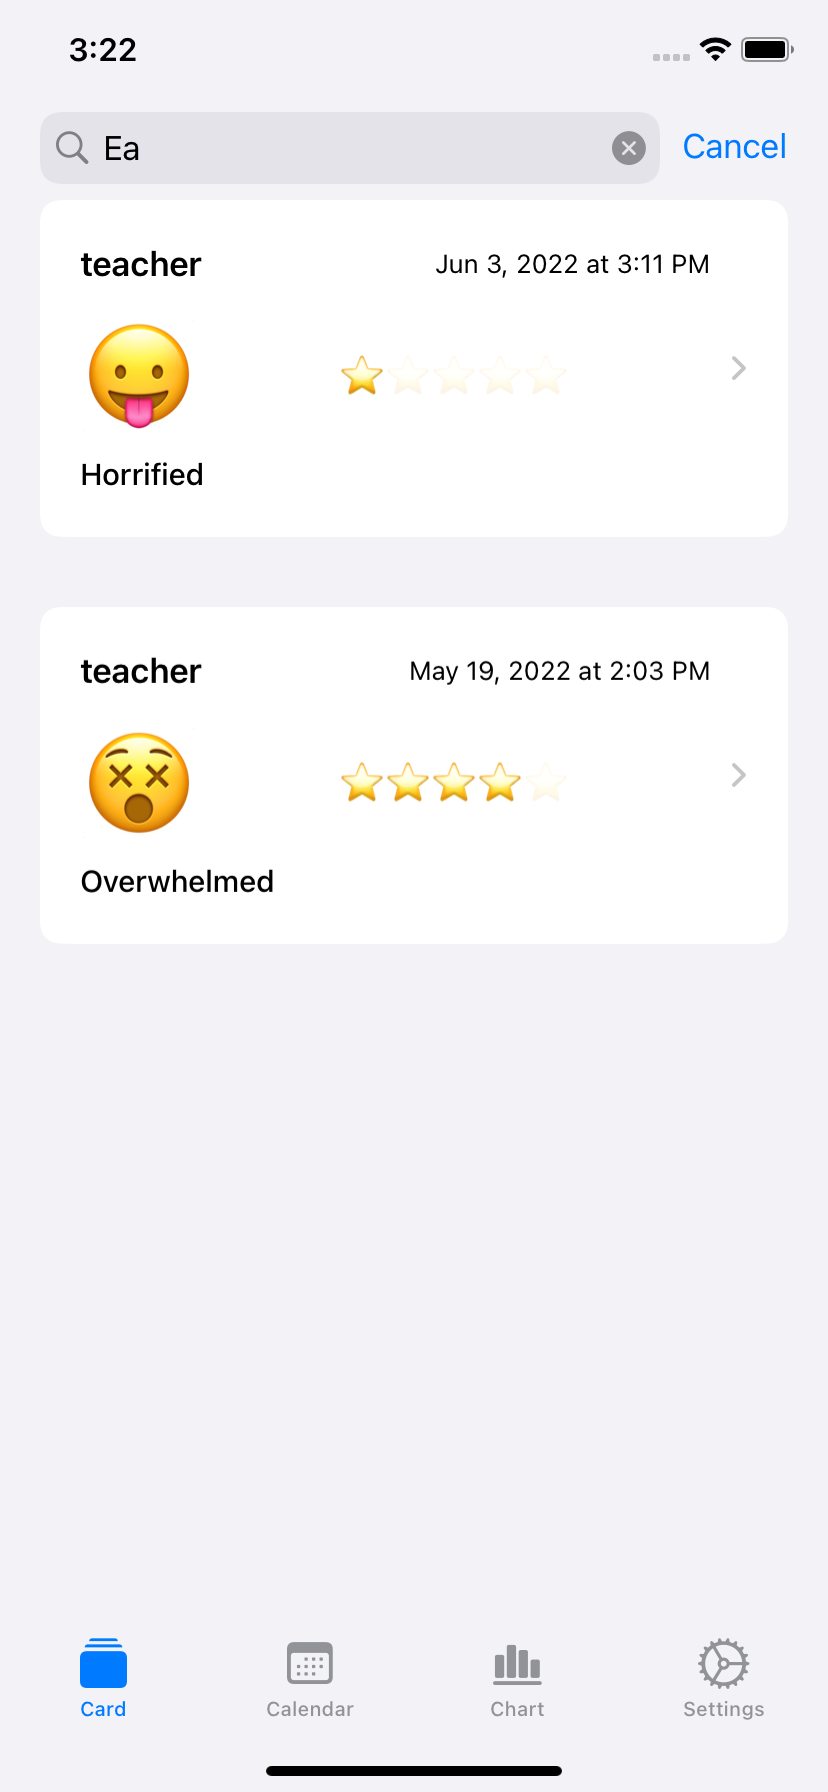 3:22
Ea
Cancel
teacher
Jun 3, 2022 at 3:11 PM
Horrified
teacher
May 19, 2022 at 2:03 PM
Overwhelmed
Card
Calendar
Chart
Settings